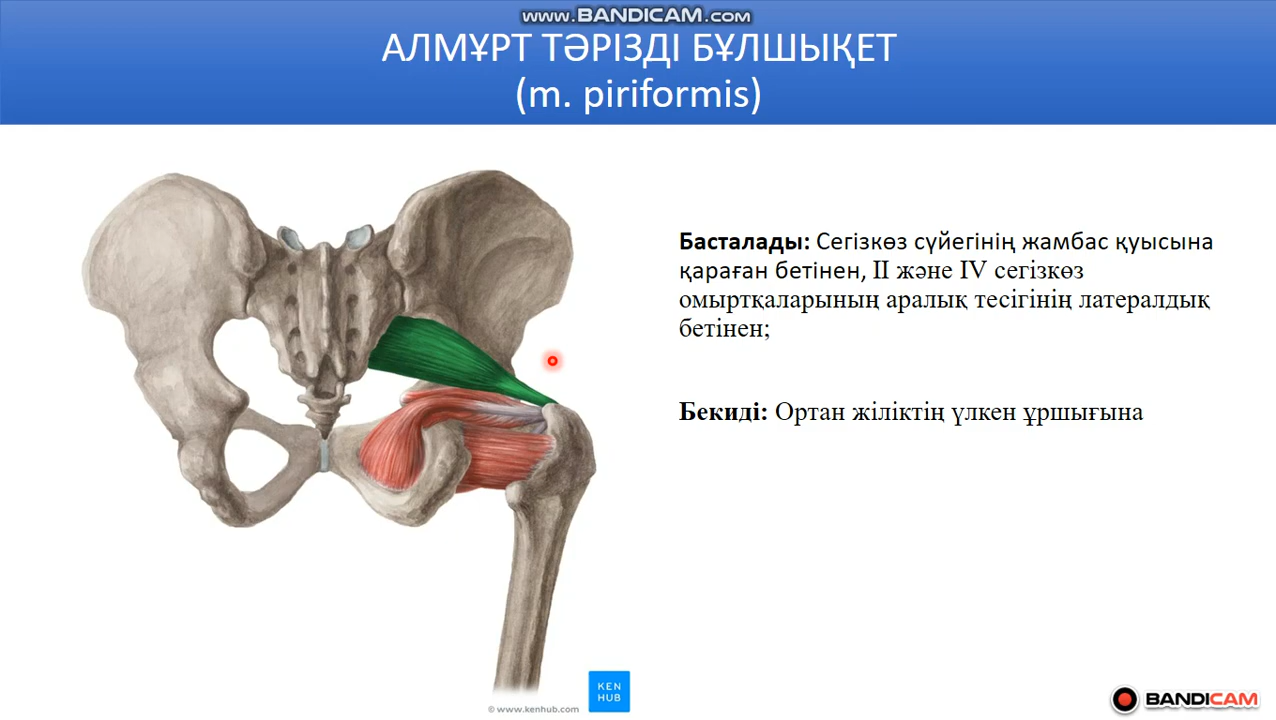 www.BANDICAM.com
АЛМҰРТ ТӘРІЗДІ БҰЛШЫҚЕТ
(m. piriformis)
Басталады: Сегізкөз сүйегінің жамбас қуысына
қараған бетінен, II және IV сегізкөз
омыртқаларының аралық тесігінің латералдық
бетінен;
Бекиді: Ортан жіліктің үлкен ұршығына
KEN
HUB
© www.kenhub.com
BANDICAM